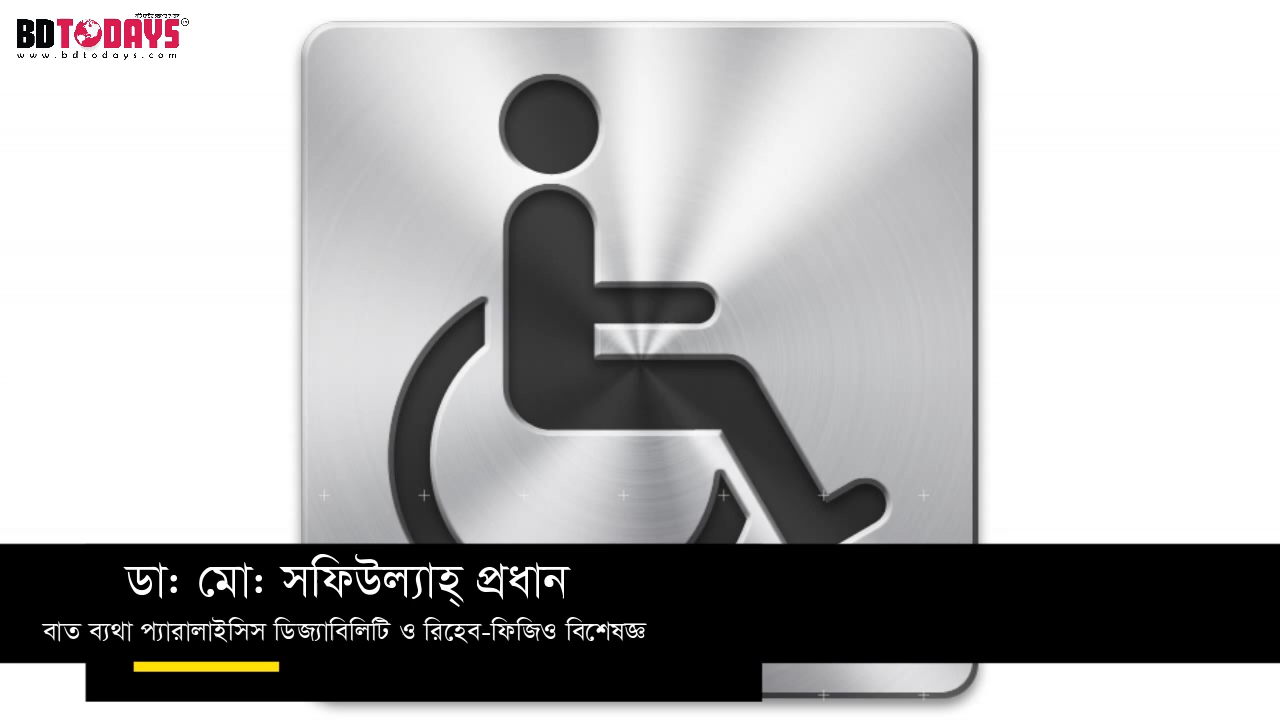 BDTODAYS
www.bdtodays.com
ডা: মো: সফিউল্যাহ্ প্রধান
বাত ব্যথা প্যারালাইসিস ডিজ্যাবিলিটি ও রিহেব-ফিজিও বিশেষজ্ঞ